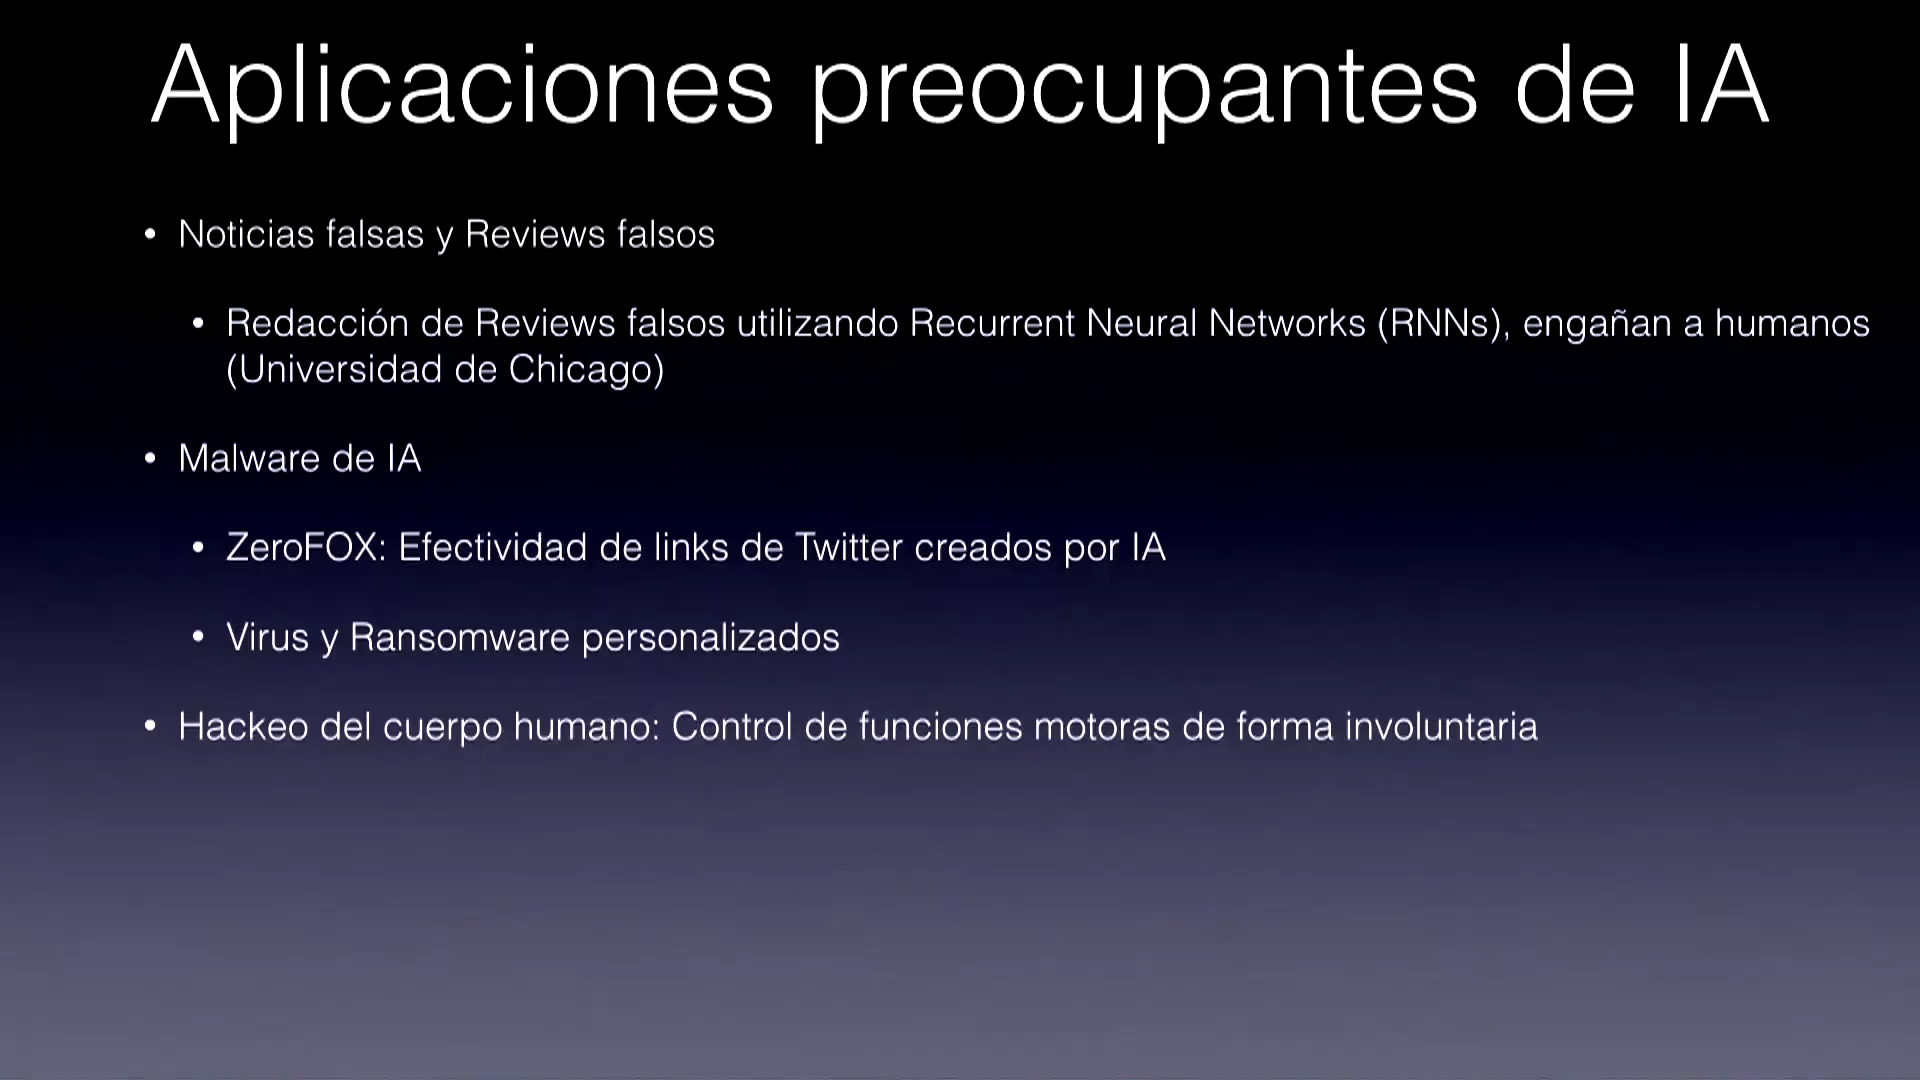 Aplicaciones preocupantes de IA
• Noticias falsas y Reviews falsos
• Redacción de Reviews falsos utilizando Recurrent Neural Networks (RNNs), engañan a humanos
(Universidad de Chicago)
• Malware de IA
• ZeroFOX: Efectividad de links de Twitter creados por IA
• Virus y Ransomware personalizados
• Hackeo del cuerpo humano: Control de funciones motoras de forma involuntaria